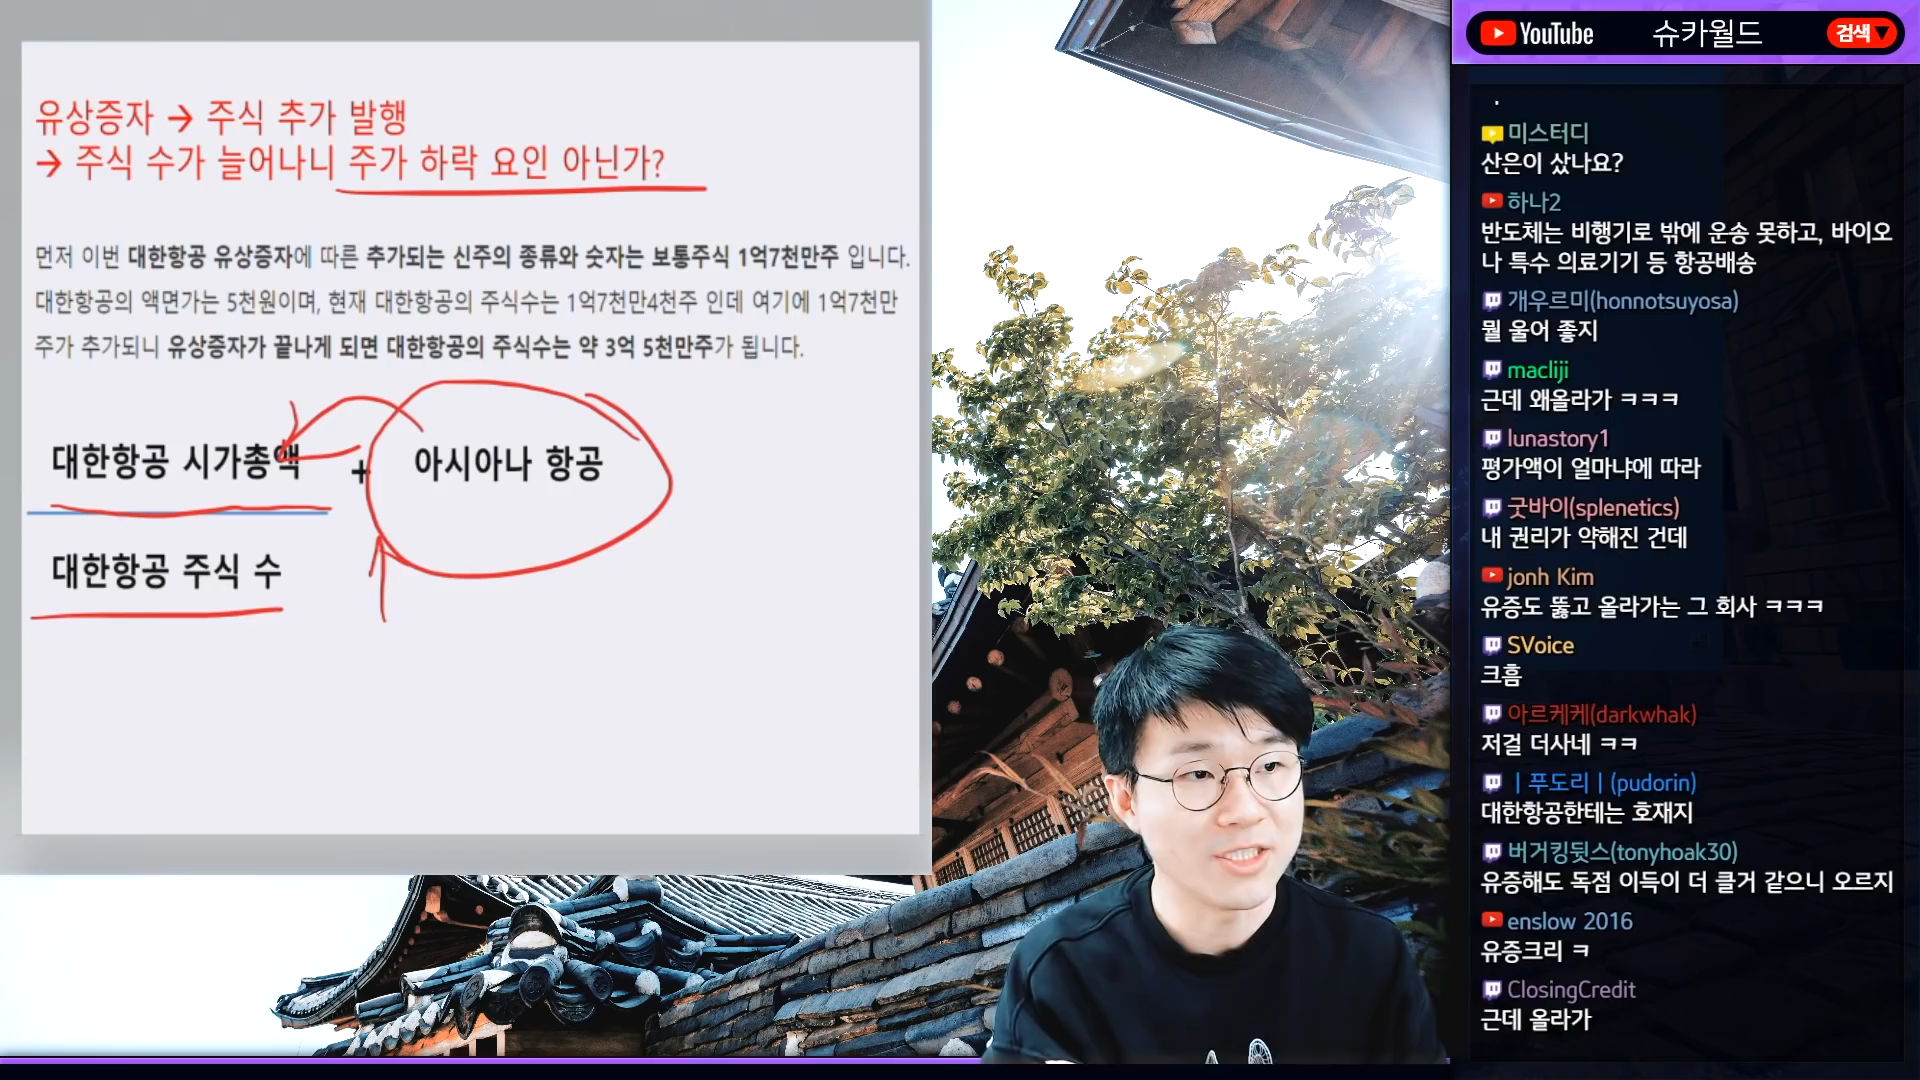 유상증자 → 주식 추가 발행
→ 주식 수가 늘어나니 주가 하락 요인 아닌가?
먼저 이번 대한항공 유상증자에 따른 추가되는 신주의 종류와 숫자는 보통주식 1억7천만주 입니다.
대한항공의 액면가는 5천원이며, 현재 대한항공의 주식수는 1억7천만4천주 인데 여기에 1억7천만
주가 추가되니 유상증자가 끝나게 되면 대한항공의 주식수는 약 3억 5천만주가 됩니다.
대한항공 시가총액 + 아시아나 항공
대한항공 주식 수
YouTube 슈카월드 검색▼
.
미스터디
산은이 샀나요?
하나2
반도체는 비행기로 밖에 운송 못하고, 바이오
나 특수 의료기기 등 항공배송
개우르미(honnotsuyosa)
뭘 울어 좋지
macliji
근데 왜올라가 ㅋㅋㅋ
lunastory1
평가액이 얼마냐에 따라
굿바이(splenetics)
내 권리가 약해진 건데
jonh Kim
유증도 뚫고 올라가는 그 회사 ㅋㅋㅋ
SVoice
크흠
아르케케(darkwhak)
저걸 더사네 ㅋㅋ
ㅣ푸도리ㅣ(pudorin)
대한항공한테는 호재지
버거킹뒷스(tonyhoak30)
유증해도 독점 이득이 더 클거 같으니 오르지
enslow 2016
유증크리 ㅋ
ClosingCredit
근데 올라가